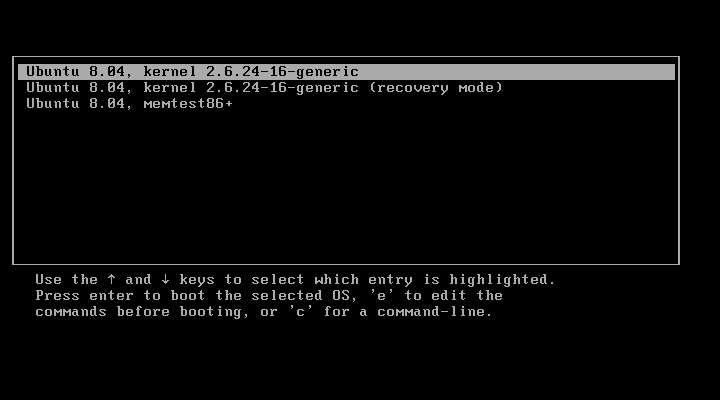 Ubuntu 8.04, kernel 2.6.24-16-generic
Ubuntu 8.04, kernel 2.6.24-16-generic (recovery mode)
Ubuntu 8.04, memtest86+
Use the ↑ and ↓ keys to select which entry is highlighted.
Press enter to boot the selected OS, 'e' to edit the
commands before booting, or 'c' for a command-line.